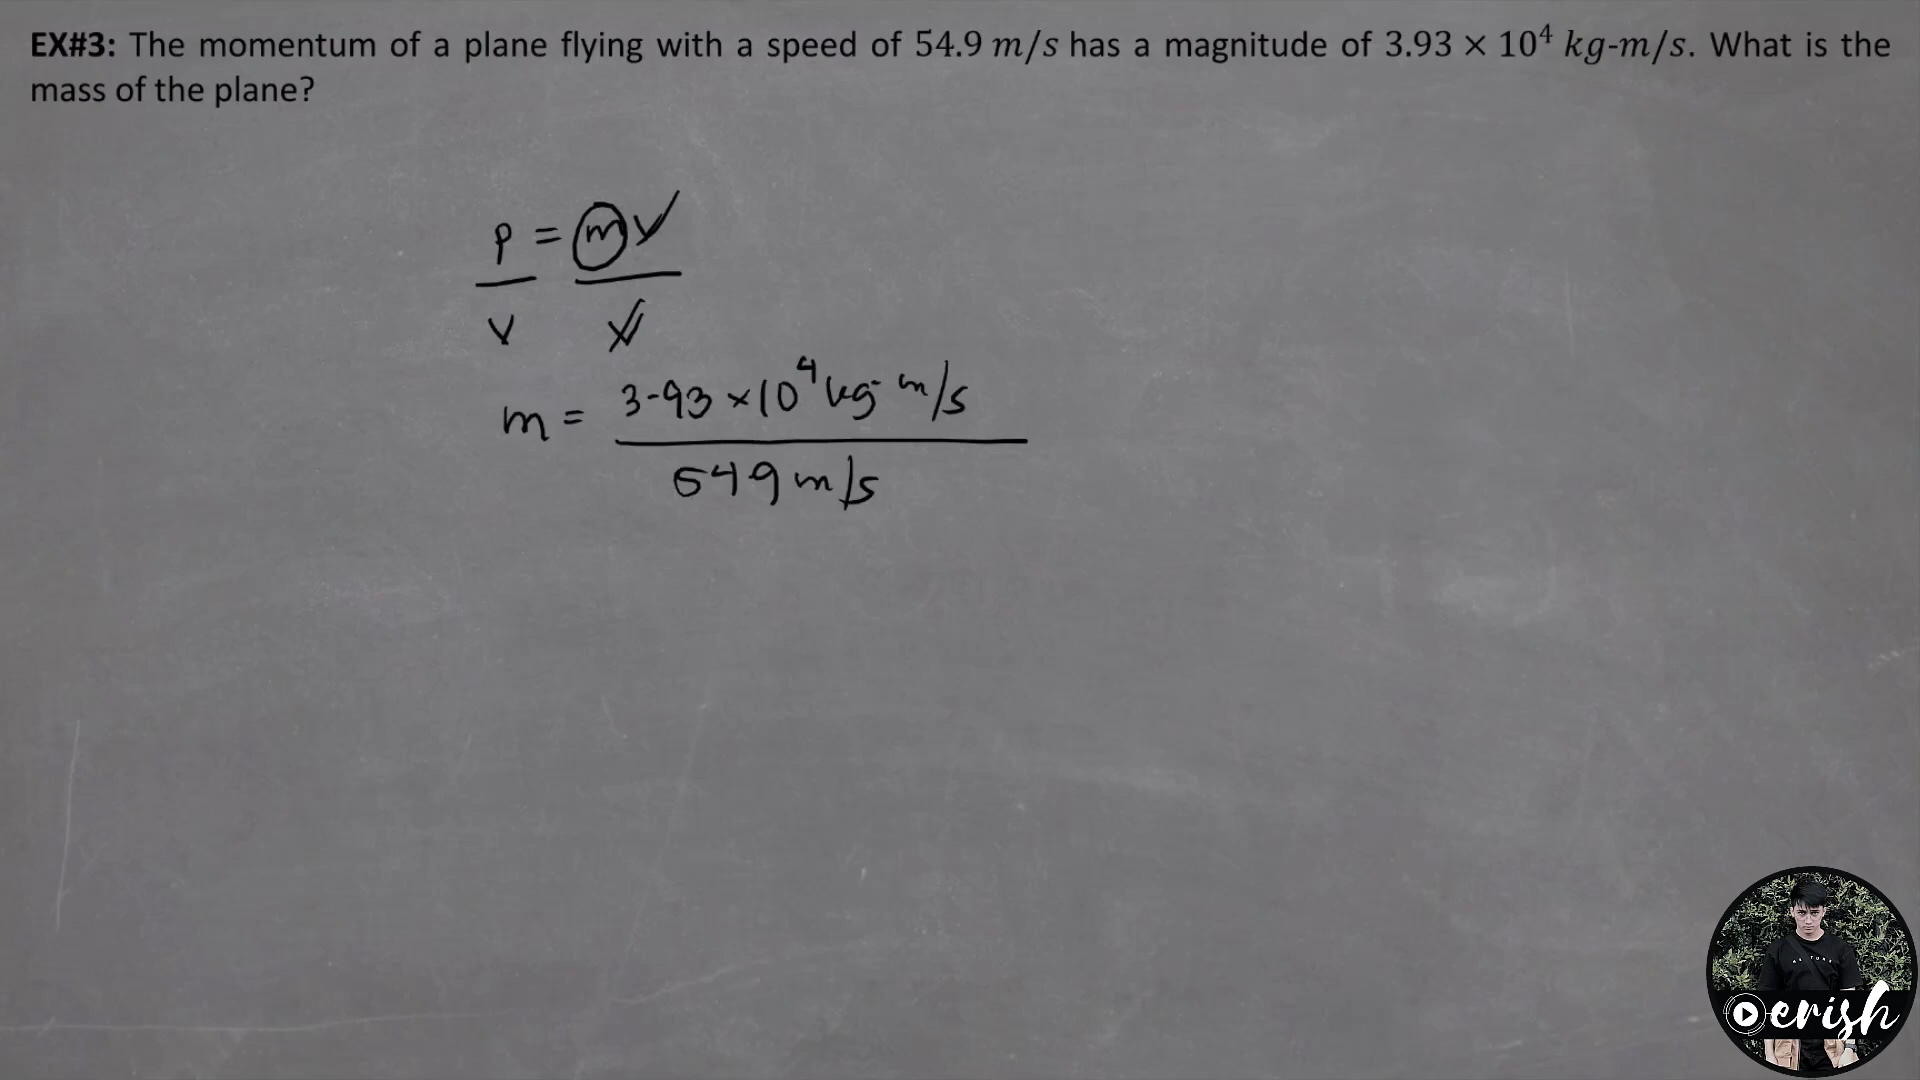 EX#3: The momentum of a plane flying with a speed of 54.9 m/s has a magnitude of 3.93 × 10⁴ kg-m/s. What is the
mass of the plane?
p = mv
v v
m = 3.93 × 10⁴ kg-m/s
549 m/s
erish